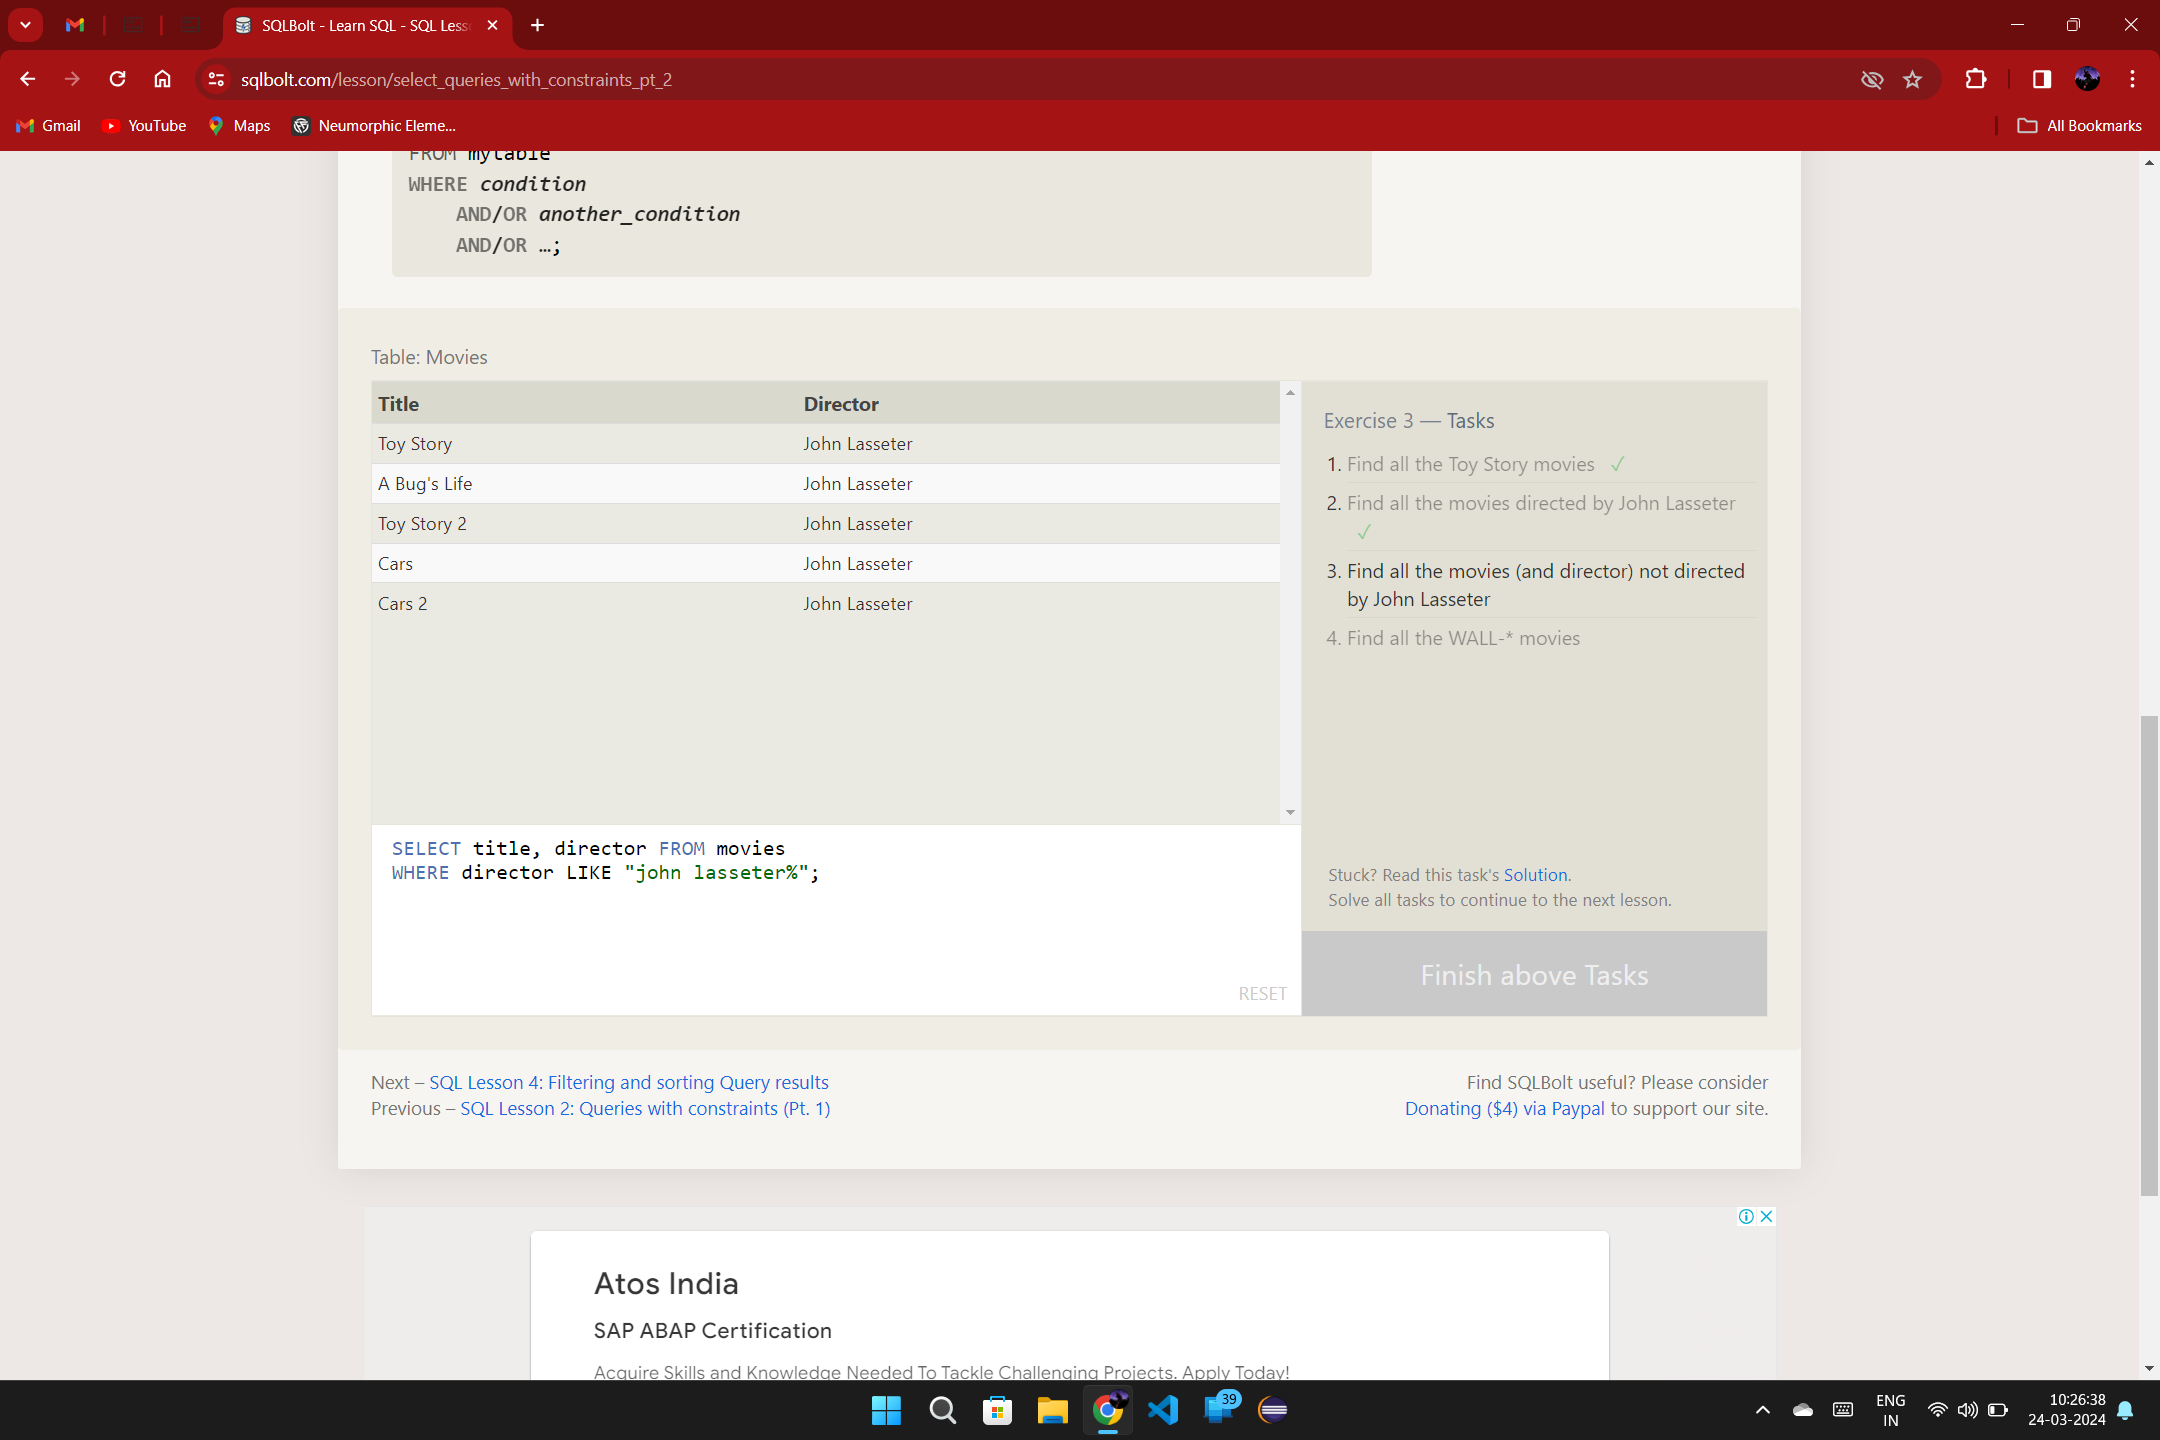 SQLBolt - Learn SQL - SQL Less
sqlbolt.com/lesson/select_queries_with_constraints_pt_2
Gmail
YouTube
Maps
Neumorphic Eleme...
All Bookmarks
FROM mytable
WHERE condition
AND/OR another_condition
AND/OR …;
Table: Movies
Title Director
Toy Story John Lasseter
A Bug's Life John Lasseter
Toy Story 2 John Lasseter
Cars John Lasseter
Cars 2 John Lasseter
Exercise 3 — Tasks
1. Find all the Toy Story movies ✓
2. Find all the movies directed by John Lasseter
✓
3. Find all the movies (and director) not directed
by John Lasseter
4. Find all the WALL-* movies
SELECT title, director FROM movies
WHERE director LIKE "john lasseter%";
RESET
Stuck? Read this task's Solution.
Solve all tasks to continue to the next lesson.
Finish above Tasks
Next – SQL Lesson 4: Filtering and sorting Query results
Previous – SQL Lesson 2: Queries with constraints (Pt. 1)
Find SQLBolt useful? Please consider
Donating ($4) via Paypal to support our site.
Atos India
SAP ABAP Certification
Acquire Skills and Knowledge Needed To Tackle Challenging Projects. Apply Today!
39
ENG
IN
10:26:38
24-03-2024